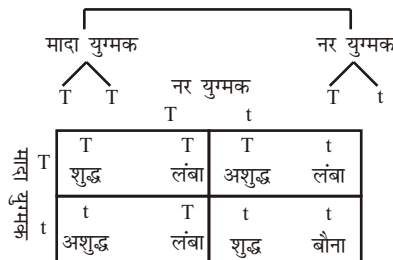 मादा युग्मक नर युग्मक
T T T t
नर युग्मक
T t
मादा युग्मक
T T T T t
शुद्ध लंबा अशुद्ध लंबा
t t T t t
अशुद्ध लंबा शुद्ध बौना